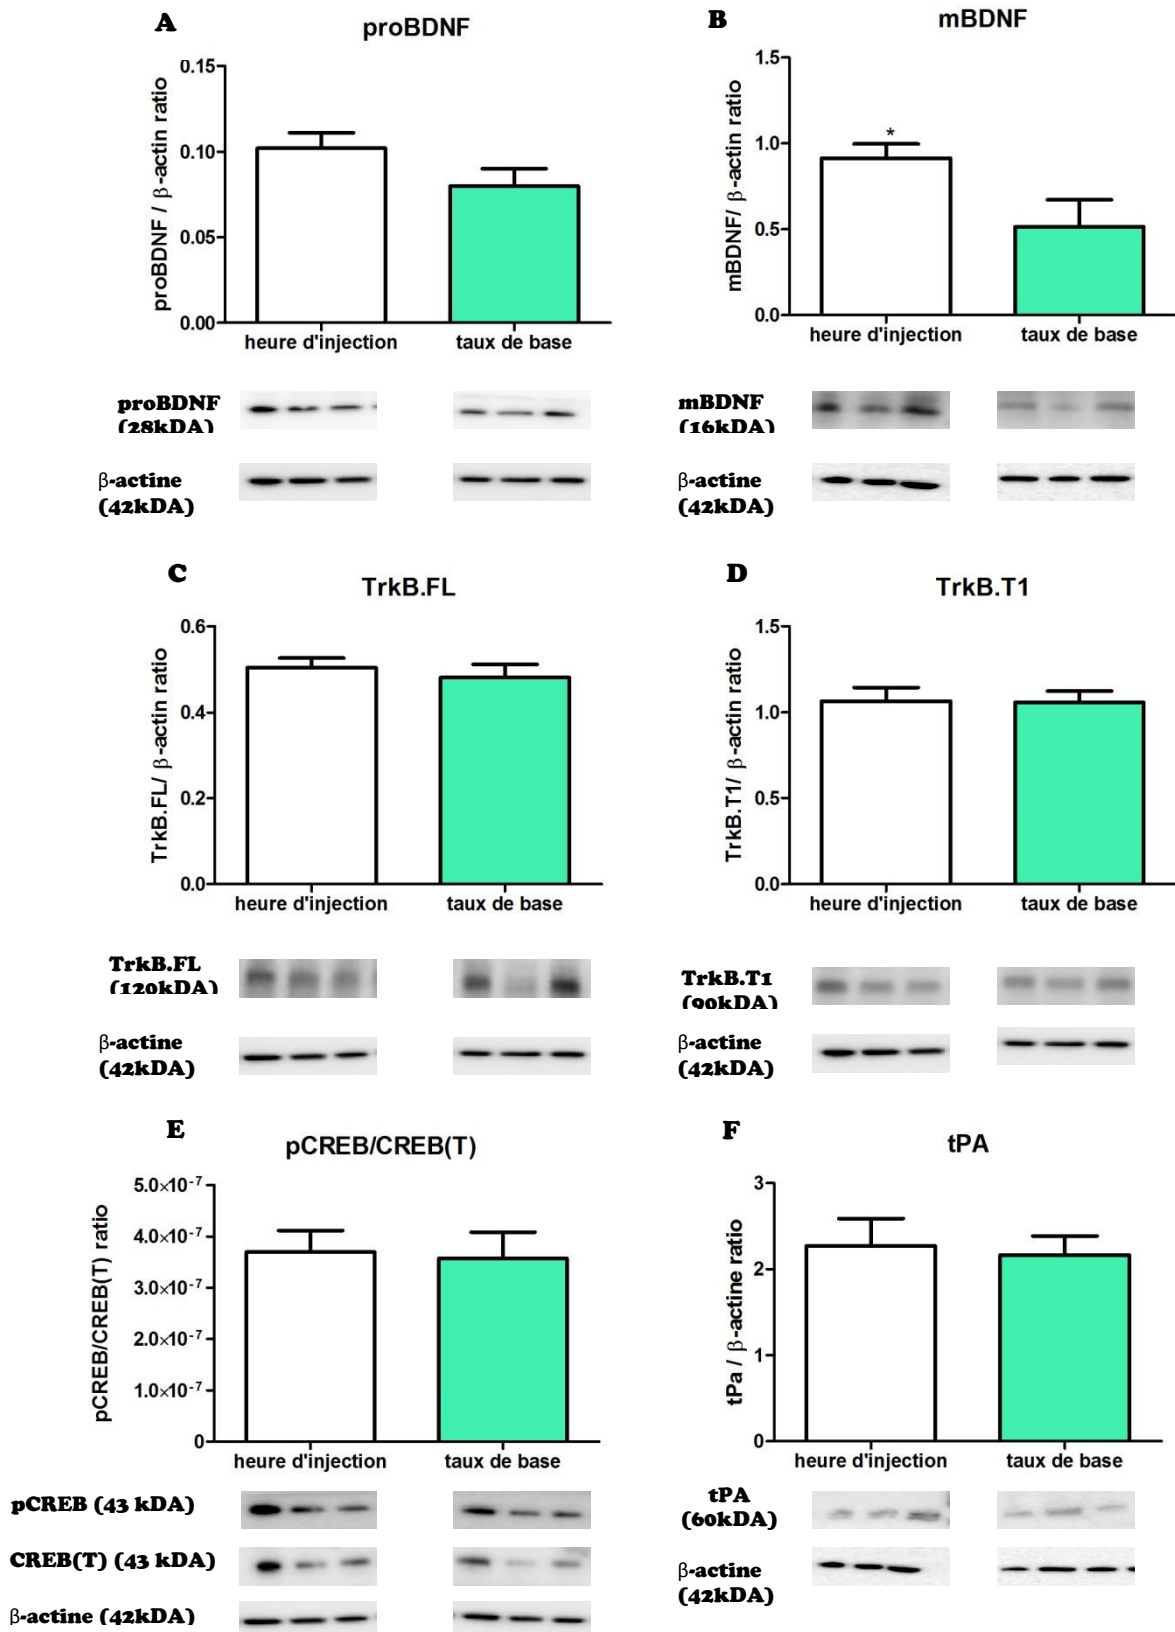 A
proBDNF
proBDNF / β-actin ratio
0.15
0.10
0.05
0.00
heure d'injection taux de base
proBDNF
(28kDA)
β-actine
(42kDA)
B
mBDNF
mBDNF/ β-actin ratio
1.5
1.0
0.5
0.0
*
heure d'injection taux de base
mBDNF
(16kDA)
β-actine
(42kDA)
C
TrkB.FL
TrkB.FL/ β-actin ratio
0.6
0.4
0.2
0.0
heure d'injection taux de base
TrkB.FL
(120kDA)
β-actine
(42kDA)
D
TrkB.T1
TrkB.T1/ β-actin ratio
1.5
1.0
0.5
0.0
heure d'injection taux de base
TrkB.T1
(90kDA)
β-actine
(42kDA)
E
pCREB/CREB(T)
pCREB/CREB(T) ratio
5.0×10⁻⁷
4.0×10⁻⁷
3.0×10⁻⁷
2.0×10⁻⁷
1.0×10⁻⁷
0
heure d'injection taux de base
pCREB (43 kDA)
CREB(T) (43 kDA)
β-actine (42kDA)
F
tPA
tPa / β-actine ratio
3
2
1
0
heure d'injection taux de base
tPA
(60kDA)
β-actine
(42kDA)